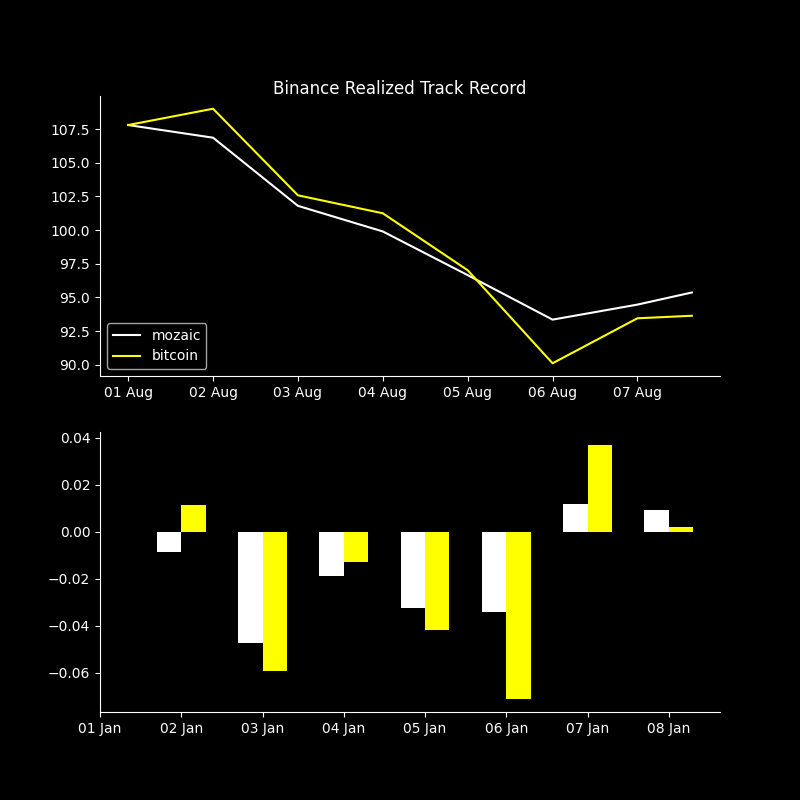 Binance Realized Track Record
107.5
105.0
102.5
100.0
97.5
95.0
92.5
90.0
mozaic
bitcoin
01 Aug 02 Aug 03 Aug 04 Aug 05 Aug 06 Aug 07 Aug
0.04
0.02
0.00
−0.02
−0.04
−0.06
01 Jan 02 Jan 03 Jan 04 Jan 05 Jan 06 Jan 07 Jan 08 Jan